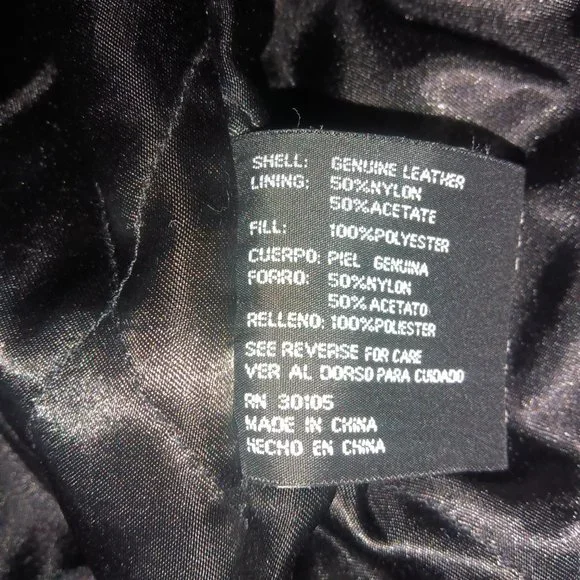 SHELL: GENUINE LEATHER
LINING: 50%NYLON
50%ACETATE
FILL: 100%POLYESTER
CUERPO: PIEL GENUINA
FORRO: 50%NYLON
50%ACETATO
RELLENO: 100%POLIESTER
SEE REVERSE FOR CARE
VER AL DORSO PARA CUIDADO
RN 30105
MADE IN CHINA
HECHO EN CHINA